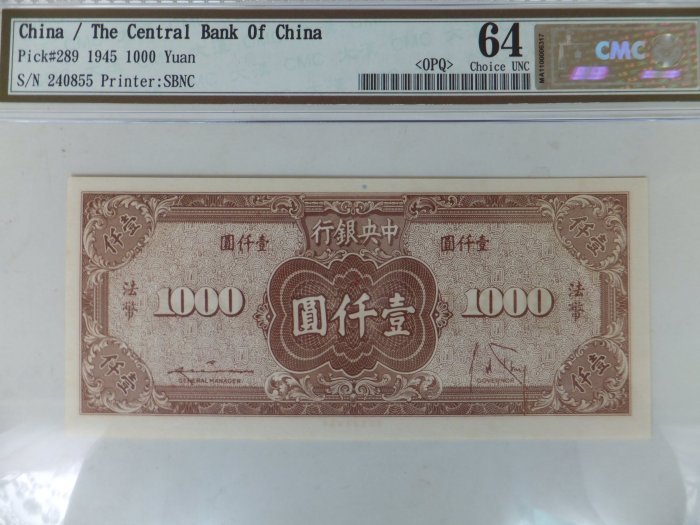 China / The Central Bank Of China
Pick#289 1945 1000 Yuan
S/N 240855 Printer:SBNC
<OPQ>
64
Choice UNC
MA1100006317
CMC
壹仟
壹仟
行銀央中
圓仟壹
圓仟壹
法幣
1000
圓仟壹
1000
法幣
GENERAL MANAGER
GOVERNOR
壹仟
壹仟